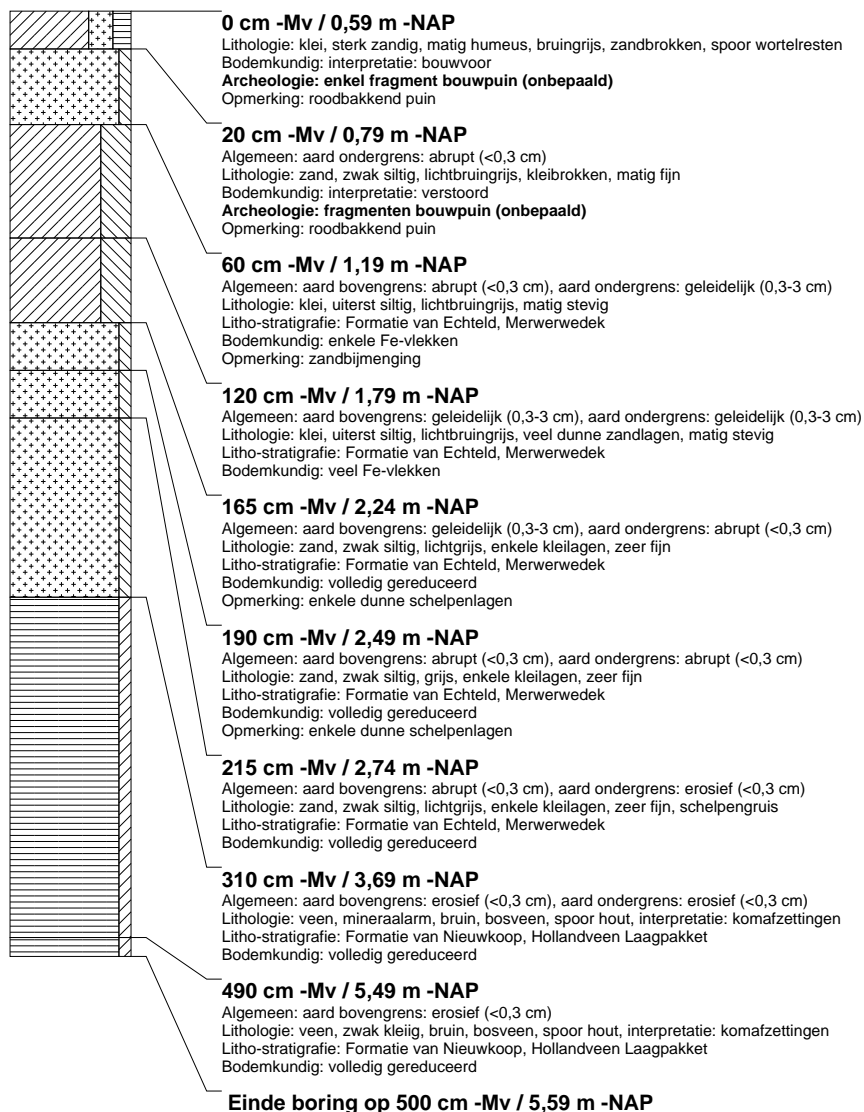 0 cm -Mv / 0,59 m -NAP
Lithologie: klei, sterk zandig, matig humeus, bruingrijs, zandbrokken, spoor wortelresten
Bodemkundig: interpretatie: bouwvoor
Archeologie: enkel fragment bouwpuin (onbepaald)
Opmerking: roodbakkend puin
20 cm -Mv / 0,79 m -NAP
Algemeen: aard ondergrens: abrupt (<0,3 cm)
Lithologie: zand, zwak siltig, lichtbruingrijs, kleibrokken, matig fijn
Bodemkundig: interpretatie: verstoord
Archeologie: fragmenten bouwpuin (onbepaald)
Opmerking: roodbakkend puin
60 cm -Mv / 1,19 m -NAP
Algemeen: aard bovengrens: abrupt (<0,3 cm), aard ondergrens: geleidelijk (0,3-3 cm)
Lithologie: klei, uiterst siltig, lichtbruingrijs, matig stevig
Litho-stratigrafie: Formatie van Echteld, Merwerwedek
Bodemkundig: enkele Fe-vlekken
Opmerking: zandbijmenging
120 cm -Mv / 1,79 m -NAP
Algemeen: aard bovengrens: geleidelijk (0,3-3 cm), aard ondergrens: geleidelijk (0,3-3 cm)
Lithologie: klei, uiterst siltig, lichtbruingrijs, veel dunne zandlagen, matig stevig
Litho-stratigrafie: Formatie van Echteld, Merwerwedek
Bodemkundig: veel Fe-vlekken
165 cm -Mv / 2,24 m -NAP
Algemeen: aard bovengrens: geleidelijk (0,3-3 cm), aard ondergrens: abrupt (<0,3 cm)
Lithologie: zand, zwak siltig, lichtgrijs, enkele kleilagen, zeer fijn
Litho-stratigrafie: Formatie van Echteld, Merwerwedek
Bodemkundig: volledig gereduceerd
Opmerking: enkele dunne schelpenlagen
190 cm -Mv / 2,49 m -NAP
Algemeen: aard bovengrens: abrupt (<0,3 cm), aard ondergrens: abrupt (<0,3 cm)
Lithologie: zand, zwak siltig, grijs, enkele kleilagen, zeer fijn
Litho-stratigrafie: Formatie van Echteld, Merwerwedek
Bodemkundig: volledig gereduceerd
Opmerking: enkele dunne schelpenlagen
215 cm -Mv / 2,74 m -NAP
Algemeen: aard bovengrens: abrupt (<0,3 cm), aard ondergrens: erosief (<0,3 cm)
Lithologie: zand, zwak siltig, lichtgrijs, enkele kleilagen, zeer fijn, schelpengruis
Litho-stratigrafie: Formatie van Echteld, Merwerwedek
Bodemkundig: volledig gereduceerd
310 cm -Mv / 3,69 m -NAP
Algemeen: aard bovengrens: erosief (<0,3 cm), aard ondergrens: erosief (<0,3 cm)
Lithologie: veen, mineraalarm, bruin, bosveen, spoor hout, interpretatie: komafzettingen
Litho-stratigrafie: Formatie van Nieuwkoop, Hollandveen Laagpakket
Bodemkundig: volledig gereduceerd
490 cm -Mv / 5,49 m -NAP
Algemeen: aard bovengrens: erosief (<0,3 cm)
Lithologie: veen, zwak kleiig, bruin, bosveen, spoor hout, interpretatie: komafzettingen
Litho-stratigrafie: Formatie van Nieuwkoop, Hollandveen Laagpakket
Bodemkundig: volledig gereduceerd
Einde boring op 500 cm -Mv / 5,59 m -NAP